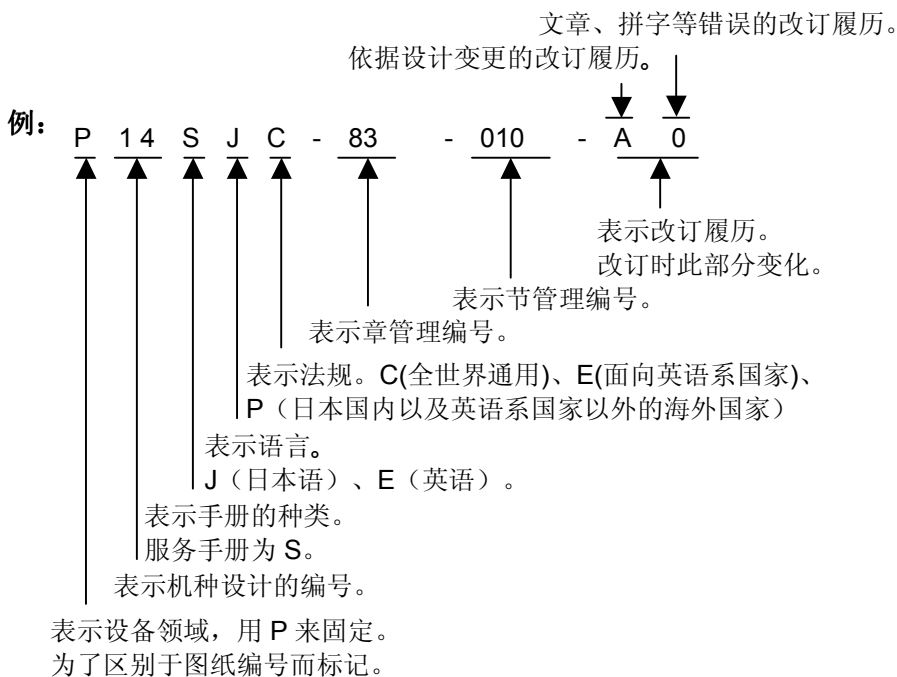 文章、拼字等错误的改订履历。
依据设计变更的改订履历。
例：
P 14 S J C - 83 - 010 - A 0
表示改订履历。
改订时此部分变化。
表示节管理编号。
表示章管理编号。
表示法规。C(全世界通用)、E(面向英语系国家)、
P（日本国内以及英语系国家以外的海外国家）
表示语言。
J（日本语）、E（英语）。
表示手册的种类。
服务手册为 S。
表示机种设计的编号。
表示设备领域，用 P 来固定。
为了区别于图纸编号而标记。